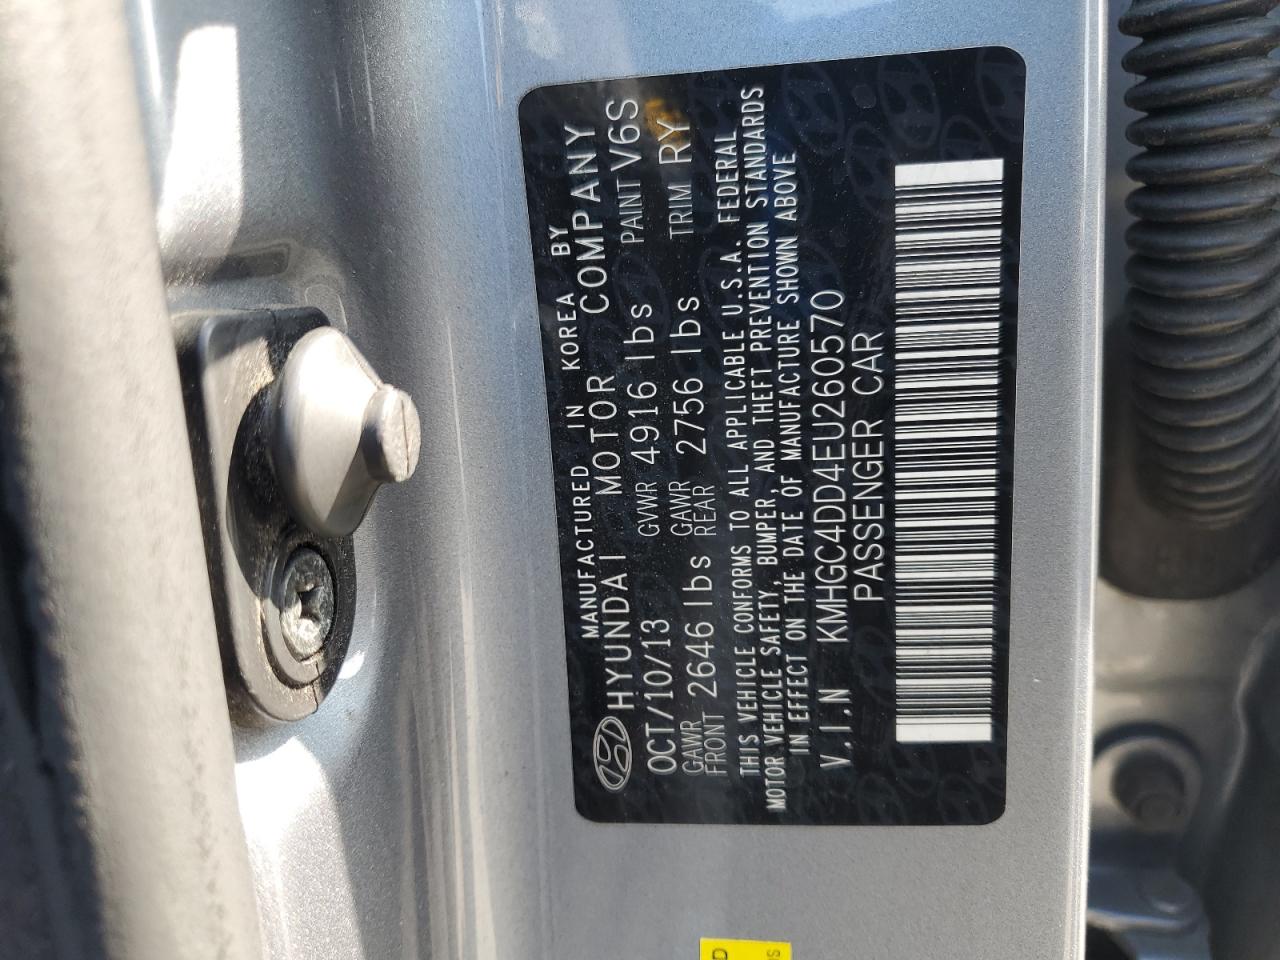 MANUFACTURED IN KOREA BY
HYUNDAI MOTOR COMPANY
OCT/10/13 GVWR 4916 lbs PAINT V6S
GAWR FRONT 2646 lbs GAWR REAR 2756 lbs TRIM RY
THIS VEHICLE CONFORMS TO ALL APPLICABLE U.S.A. FEDERAL
MOTOR VEHICLE SAFETY, BUMPER, AND THEFT PREVENTION STANDARDS
IN EFFECT ON THE DATE OF MANUFACTURE SHOWN ABOVE
V.I.N KMHGC4DD4EU260570
PASSENGER CAR